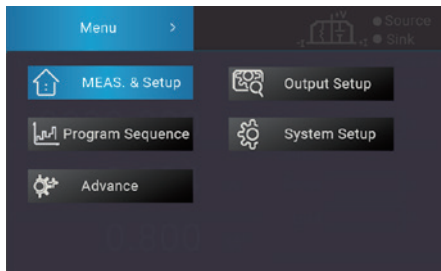 Menu >
+V
Source
Sink
MEAS. & Setup
Output Setup
Program Sequence
System Setup
Advance